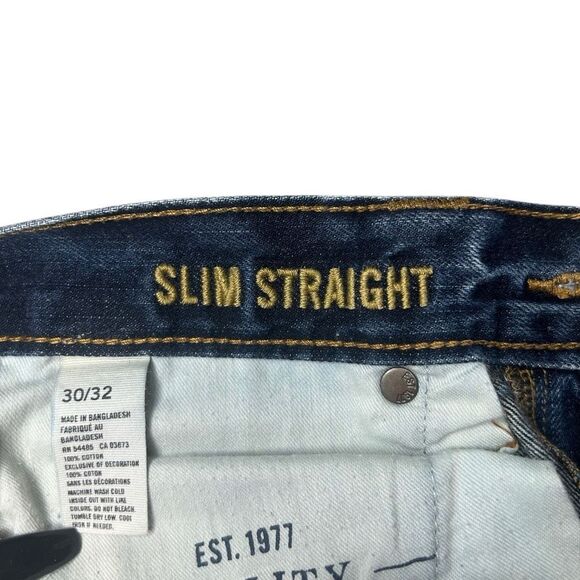 SLIM STRAIGHT
30/32
MADE IN BANGLADESH
FABRIQUÉ AU
BANGLADESH
RN 54485 CA 03673
100% COTTON
EXCLUSIVE OF DECORATION
100% COTON
SANS LES DÉCORATIONS
MACHINE WASH COLD
INSIDE OUT WITH LIKE
COLORS. DO NOT BLEACH.
TUMBLE DRY LOW. COOL
IRON IF NEEDED.
EST. 1977